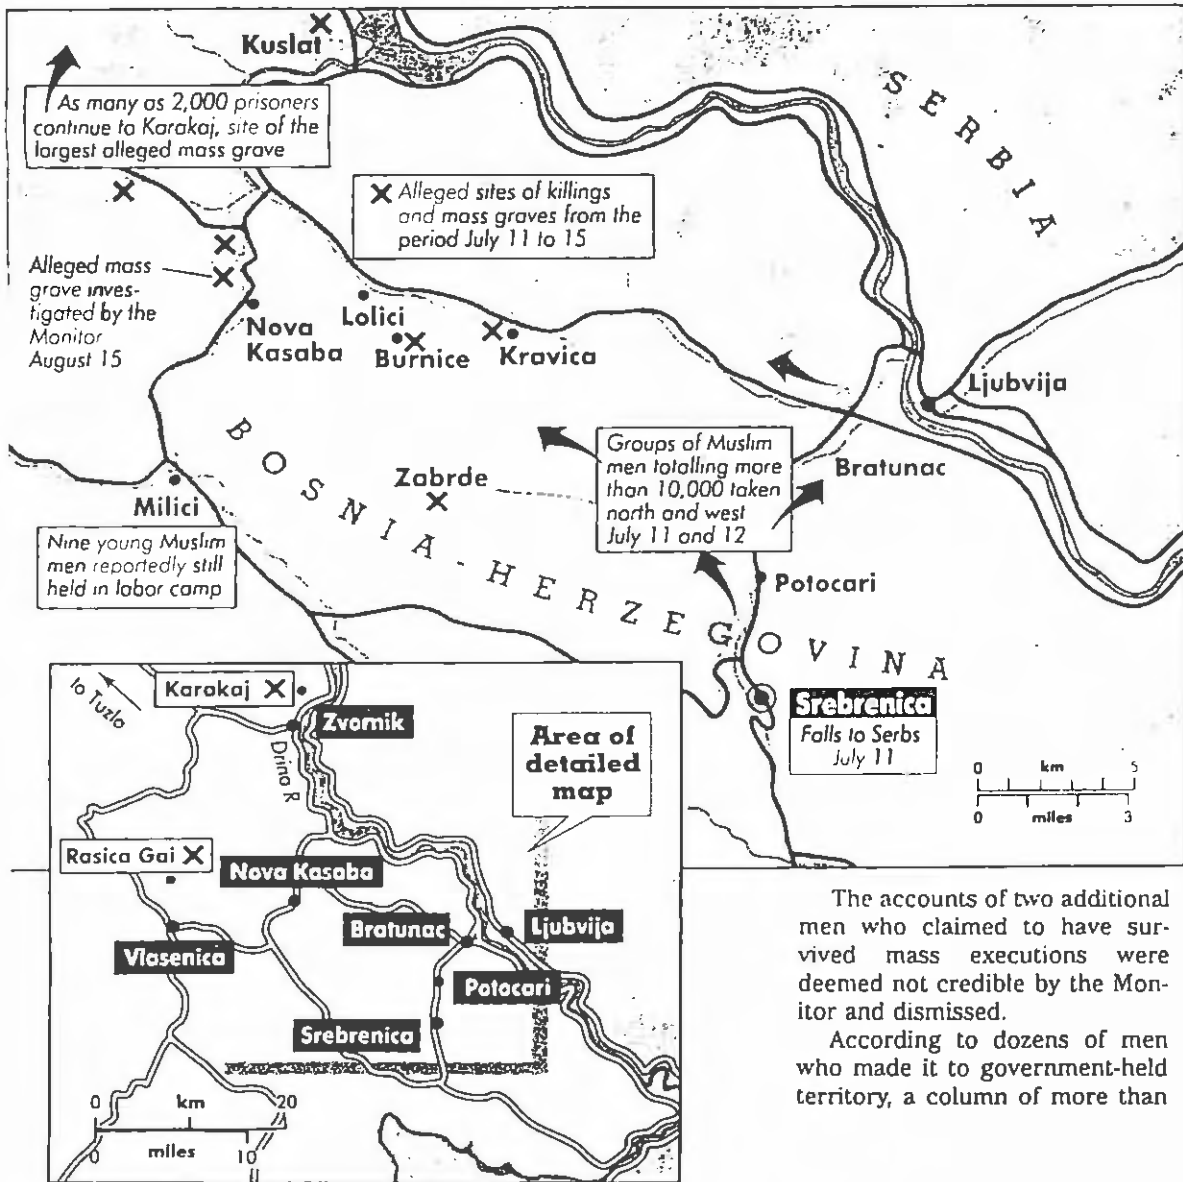 Kuslat
As many as 2,000 prisoners
continue to Karakaj, site of the
largest alleged mass grave
SERBIA
Alleged sites of killings
and mass graves from the
period July 11 to 15
Alleged mass
grave inves-
tigated by the
Monitor
August 15
Nova
Kasaba
Lolici
Burnice
Kravica
Ljubvija
BOSNIA-HERZEGOVINA
Groups of Muslim
men totalling more
than 10,000 taken
north and west
July 11 and 12
Bratunac
Zabrde
Milici
Nine young Muslim
men reportedly still
held in labor camp
Potocari
Srebrenica
Falls to Serbs
July 11
0 km 5
0 miles 3
to Tuzla
Karakaj
Zvornik
Drina R.
Area of
detailed
map
Rasica Gai
Nova Kasaba
Bratunac
Ljubvija
Vlasenica
Potocari
Srebrenica
0 km 20
0 miles 10
The accounts of two additional
men who claimed to have sur-
vived mass executions were
deemed not credible by the Mon-
itor and dismissed.
According to dozens of men
who made it to government-held
territory, a column of more than